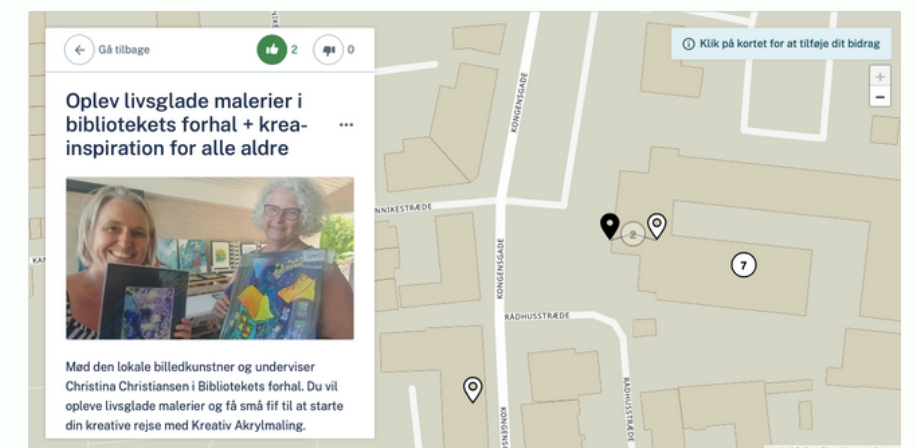 Gå tilbage
2
0
Oplev livsglade malerier i
bibliotekets forhal + krea-
inspiration for alle aldre
Mød den lokale billedkunstner og underviser
Christina Christiansen i Bibliotekets forhal. Du vil
opleve livsglade malerier og få små fif til at starte
din kreative rejse med Kreativ Akrylmaling.
Klik på kortet for at tilføje dit bidrag
+
−
KONGENSGADE
NNIKESTRÆDE
KONGENSGADE
2
7
RÅDHUSSTRÆDE
RÅDHUSSTRÆDE
KONGENS